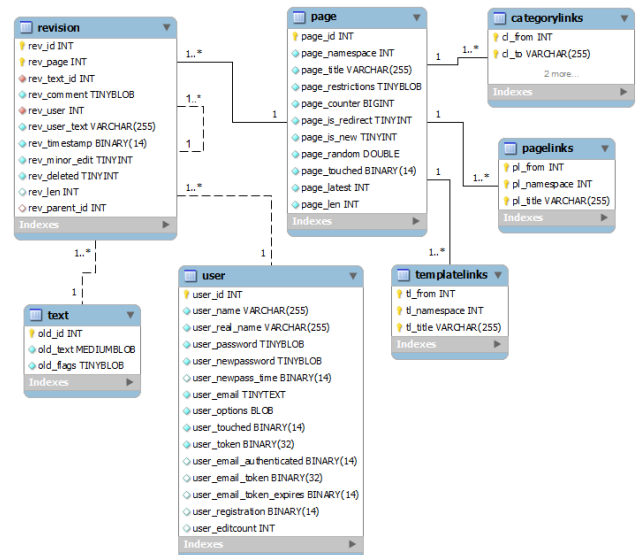 revision
rev_id INT
rev_page INT
rev_text_id INT
rev_comment TINYBLOB
rev_user INT
rev_user_text VARCHAR(255)
rev_timestamp BINARY(14)
rev_minor_edit TINYINT
rev_deleted TINYINT
rev_len INT
rev_parent_id INT
Indexes
page
page_id INT
page_namespace INT
page_title VARCHAR(255)
page_restrictions TINYBLOB
page_counter BIGINT
page_is_redirect TINYINT
page_is_new TINYINT
page_random DOUBLE
page_touched BINARY(14)
page_latest INT
page_len INT
Indexes
categorylinks
cl_from INT
cl_to VARCHAR(255)
2 more...
Indexes
pagelinks
pl_from INT
pl_namespace INT
pl_title VARCHAR(255)
Indexes
templatelinks
tl_from INT
tl_namespace INT
tl_title VARCHAR(255)
Indexes
text
old_id INT
old_text MEDIUMBLOB
old_flags TINYBLOB
Indexes
user
user_id INT
user_name VARCHAR(255)
user_real_name VARCHAR(255)
user_password TINYBLOB
user_newpassword TINYBLOB
user_newpass_time BINARY(14)
user_email TINYTEXT
user_options BLOB
user_touched BINARY(14)
user_token BINARY(32)
user_email_authenticated BINARY(14)
user_email_token BINARY(32)
user_email_token_expires BINARY(14)
user_registration BINARY(14)
user_editcount INT
Indexes
1..*
1
1..*
1
1..*
1
1..*
1
1
1..*
1
1..*
1
1..*